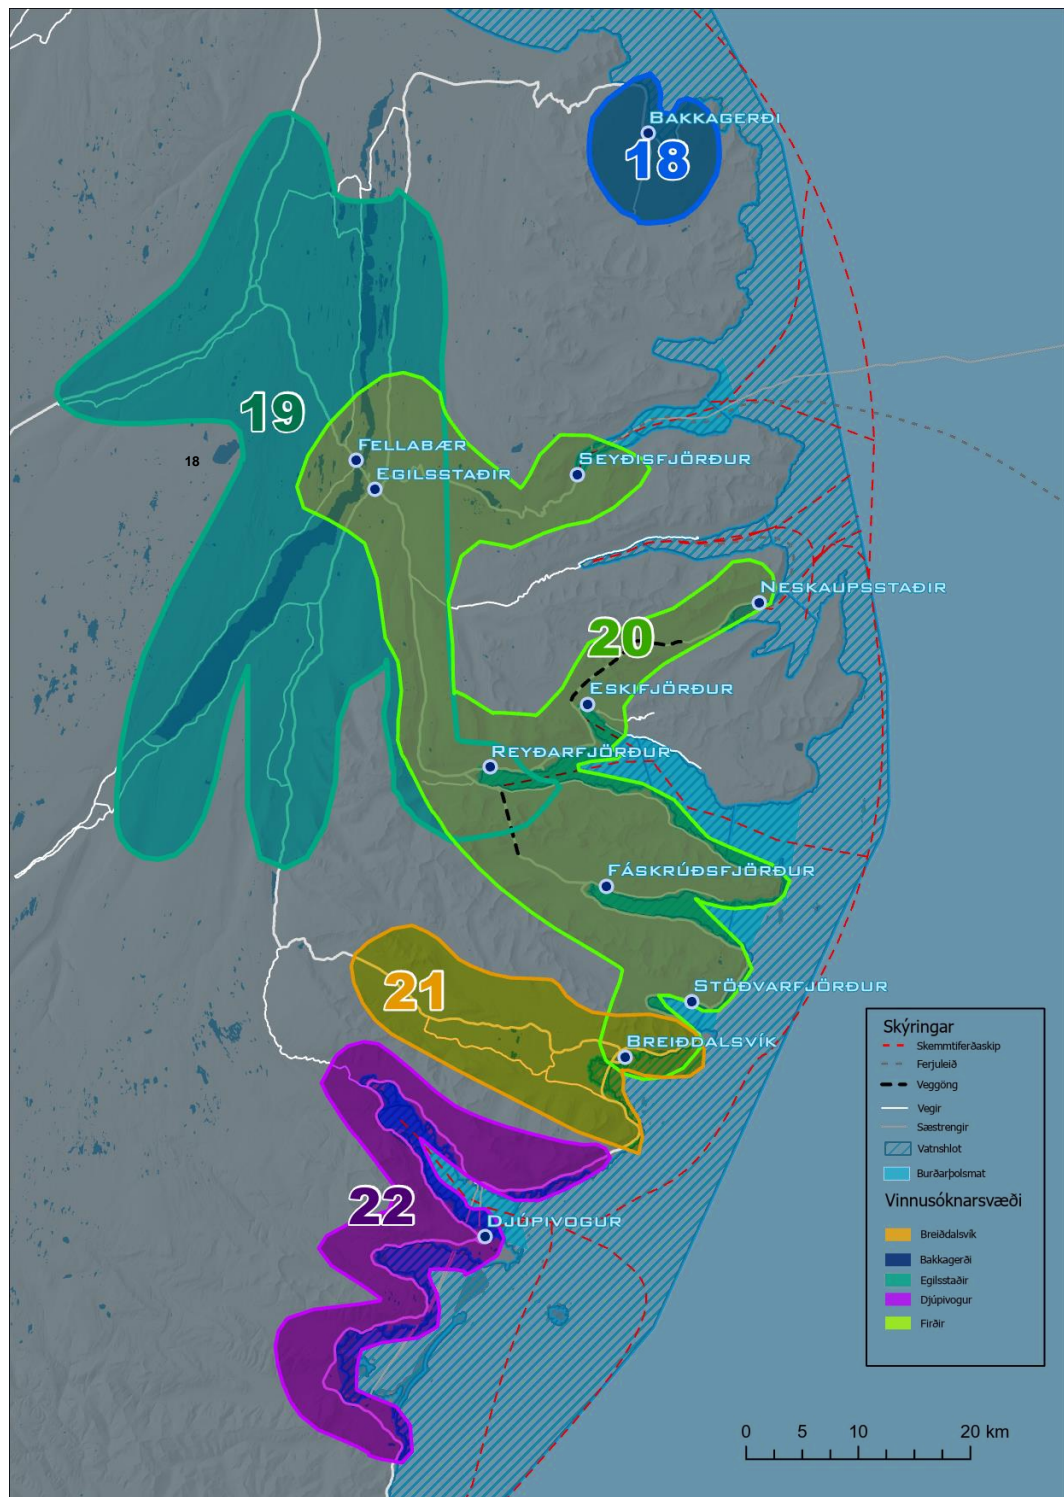 BAKKAGERÐI
18
19
FELLABÆR
18
EGILSSTAÐIR
SEYÐISFJÖRÐUR
NESKAUPSSTAÐIR
20
ESKIFJÖRÐUR
REYÐARFJÖRÐUR
FÁSKRÚÐSFJÖRÐUR
21
STÖÐVARFJÖRÐUR
BREIÐDALSVÍK
22
DJÚPIVOGUR
Skýringar
Skemmtiferðaskip
Ferjuleið
Veggöng
Vegir
Sæstrengir
Vatnshlot
Burðarþolsmat
Vinnusóknarsvæði
Breiðdalsvík
Bakkagerði
Egilsstaðir
Djúpivogur
Firðir
0 5 10 20 km